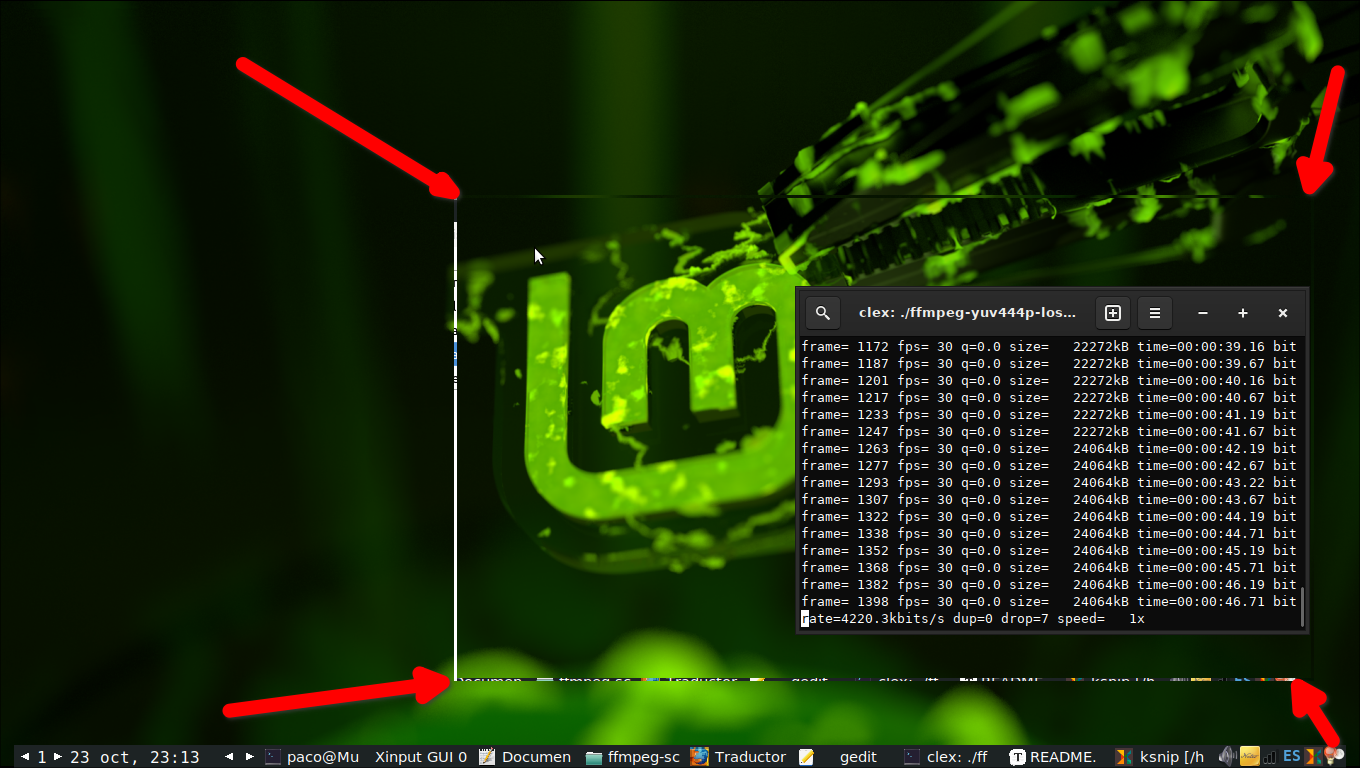 clex: ./ffmpeg-yuv444p-los...
frame= 1172 fps= 30 q=0.0 size=   22272kB time=00:00:39.16 bit
frame= 1187 fps= 30 q=0.0 size=   22272kB time=00:00:39.67 bit
frame= 1201 fps= 30 q=0.0 size=   22272kB time=00:00:40.16 bit
frame= 1217 fps= 30 q=0.0 size=   22272kB time=00:00:40.67 bit
frame= 1233 fps= 30 q=0.0 size=   22272kB time=00:00:41.19 bit
frame= 1247 fps= 30 q=0.0 size=   22272kB time=00:00:41.67 bit
frame= 1263 fps= 30 q=0.0 size=   24064kB time=00:00:42.19 bit
frame= 1277 fps= 30 q=0.0 size=   24064kB time=00:00:42.67 bit
frame= 1293 fps= 30 q=0.0 size=   24064kB time=00:00:43.22 bit
frame= 1307 fps= 30 q=0.0 size=   24064kB time=00:00:43.67 bit
frame= 1322 fps= 30 q=0.0 size=   24064kB time=00:00:44.19 bit
frame= 1338 fps= 30 q=0.0 size=   24064kB time=00:00:44.71 bit
frame= 1352 fps= 30 q=0.0 size=   24064kB time=00:00:45.19 bit
frame= 1368 fps= 30 q=0.0 size=   24064kB time=00:00:45.71 bit
frame= 1382 fps= 30 q=0.0 size=   24064kB time=00:00:46.19 bit
frame= 1398 fps= 30 q=0.0 size=   24064kB time=00:00:46.71 bit
rate=4220.3kbits/s dup=0 drop=7 speed=   1x
Documen ffmpeg-sc Traductor gedit clex: ./ff README. ksnip [/h ES
1 23 oct, 23:13 paco@Mu Xinput GUI 0 Documen ffmpeg-sc Traductor gedit clex: ./ff README. ksnip [/h ES